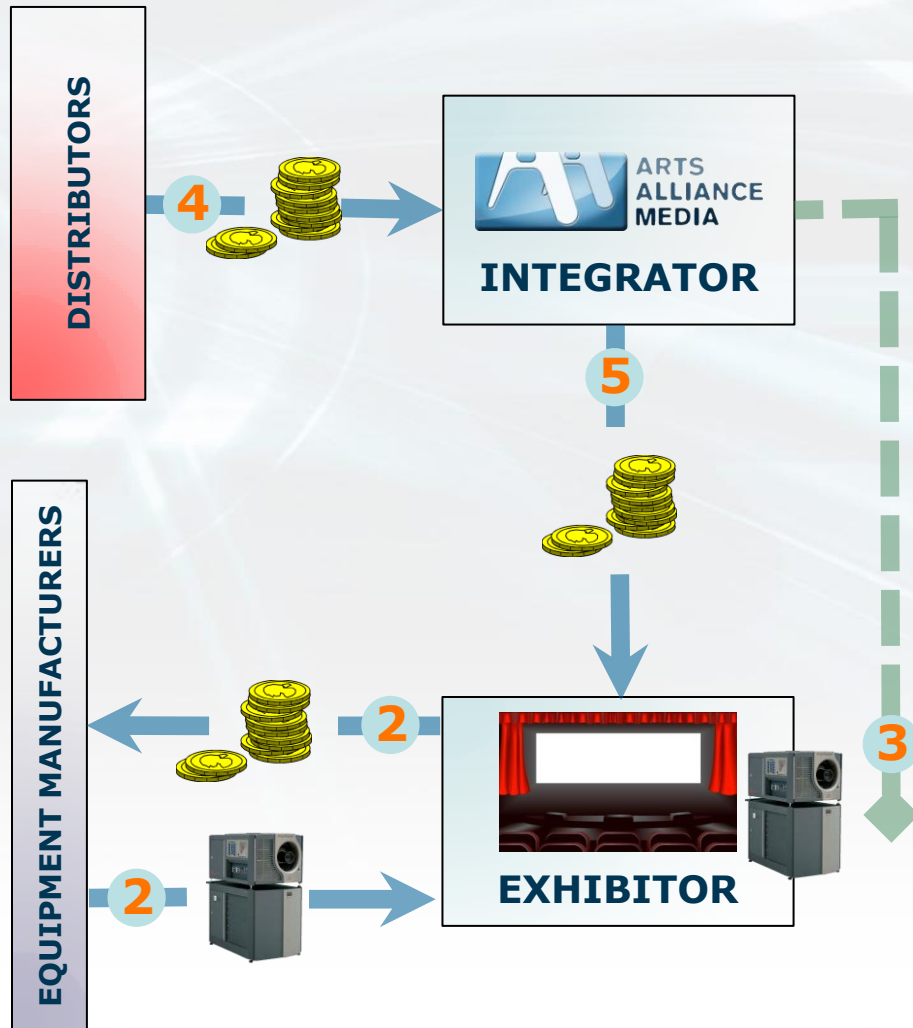 DISTRIBUTORS
4
ARTS
ALLIANCE
MEDIA
INTEGRATOR
5
EQUIPMENT MANUFACTURERS
2
3
2
EXHIBITOR